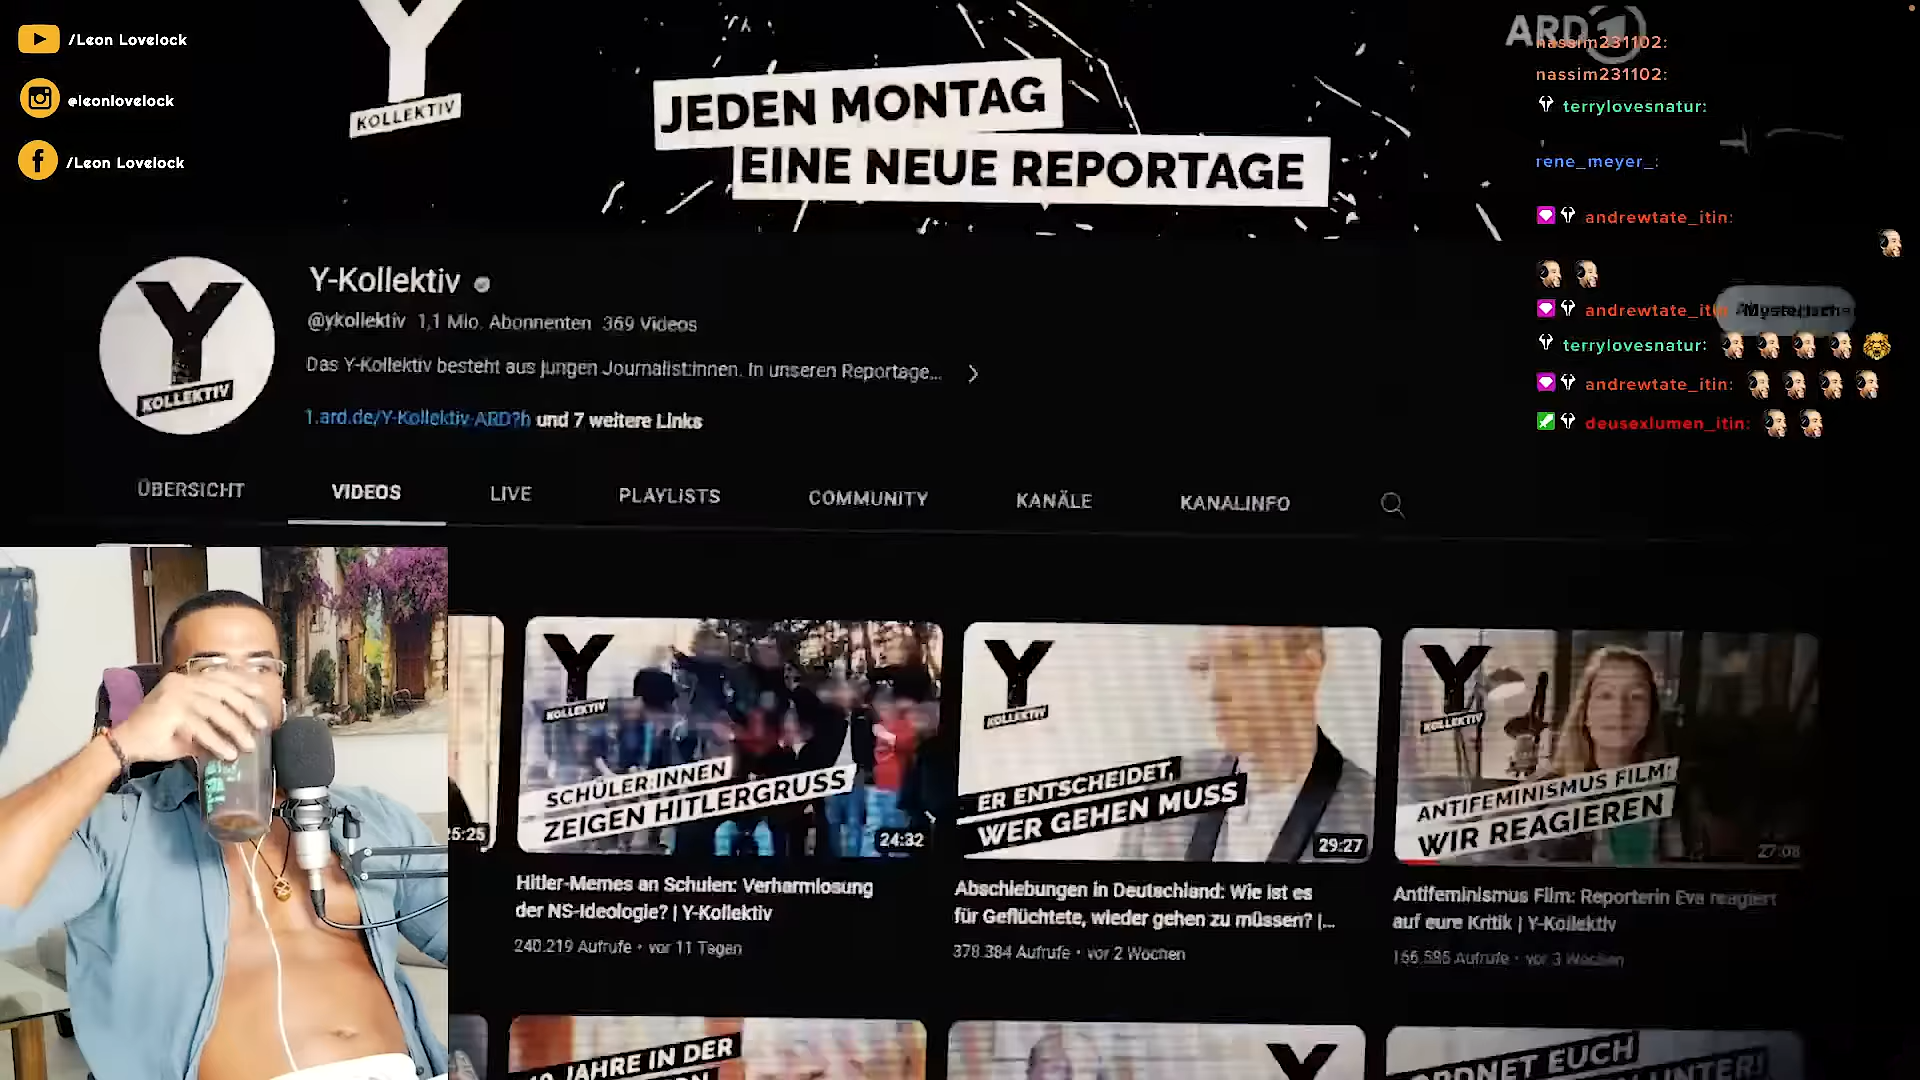 /Leon Lovelock
@leonlovelock
/Leon Lovelock
Y
KOLLEKTIV
JEDEN MONTAG
EINE NEUE REPORTAGE
ARD 1
nassim231102:
nassim231102:
terrylovesnatur:
rene_meyer_:
andrewtate_itin:
andrewtate_itin
terrylovesnatur:
andrewtate_itin:
deusexlumen_itin:
Y
KOLLEKTIV
Y-Kollektiv
@ykollektiv 1,1 Mio. Abonnenten 369 Videos
Das Y-Kollektiv besteht aus jungen Journalist:innen. In unseren Reportage...
1.ard.de/Y-Kollektiv-ARD?h und 7 weitere Links
ÜBERSICHT VIDEOS LIVE PLAYLISTS COMMUNITY KANÄLE KANALINFO
5:25
Y
KOLLEKTIV
SCHÜLER:INNEN
ZEIGEN HITLERGRUSS
24:32
Hitler-Memes an Schulen: Verharmlosung
der NS-Ideologie? | Y-Kollektiv
240.219 Aufrufe • vor 11 Tagen
Y
KOLLEKTIV
ER ENTSCHEIDET,
WER GEHEN MUSS
29:27
Abschiebungen in Deutschland: Wie ist es
für Geflüchtete, wieder gehen zu müssen? |...
378.384 Aufrufe • vor 2 Wochen
Y
KOLLEKTIV
ANTIFEMINISMUS FILM:
WIR REAGIEREN
27:08
Antifeminismus Film: Reporterin Eva reagiert
auf eure Kritik | Y-Kollektiv
166.585 Aufrufe • vor 3 Wochen
JAHRE IN DER
Y
EUCH